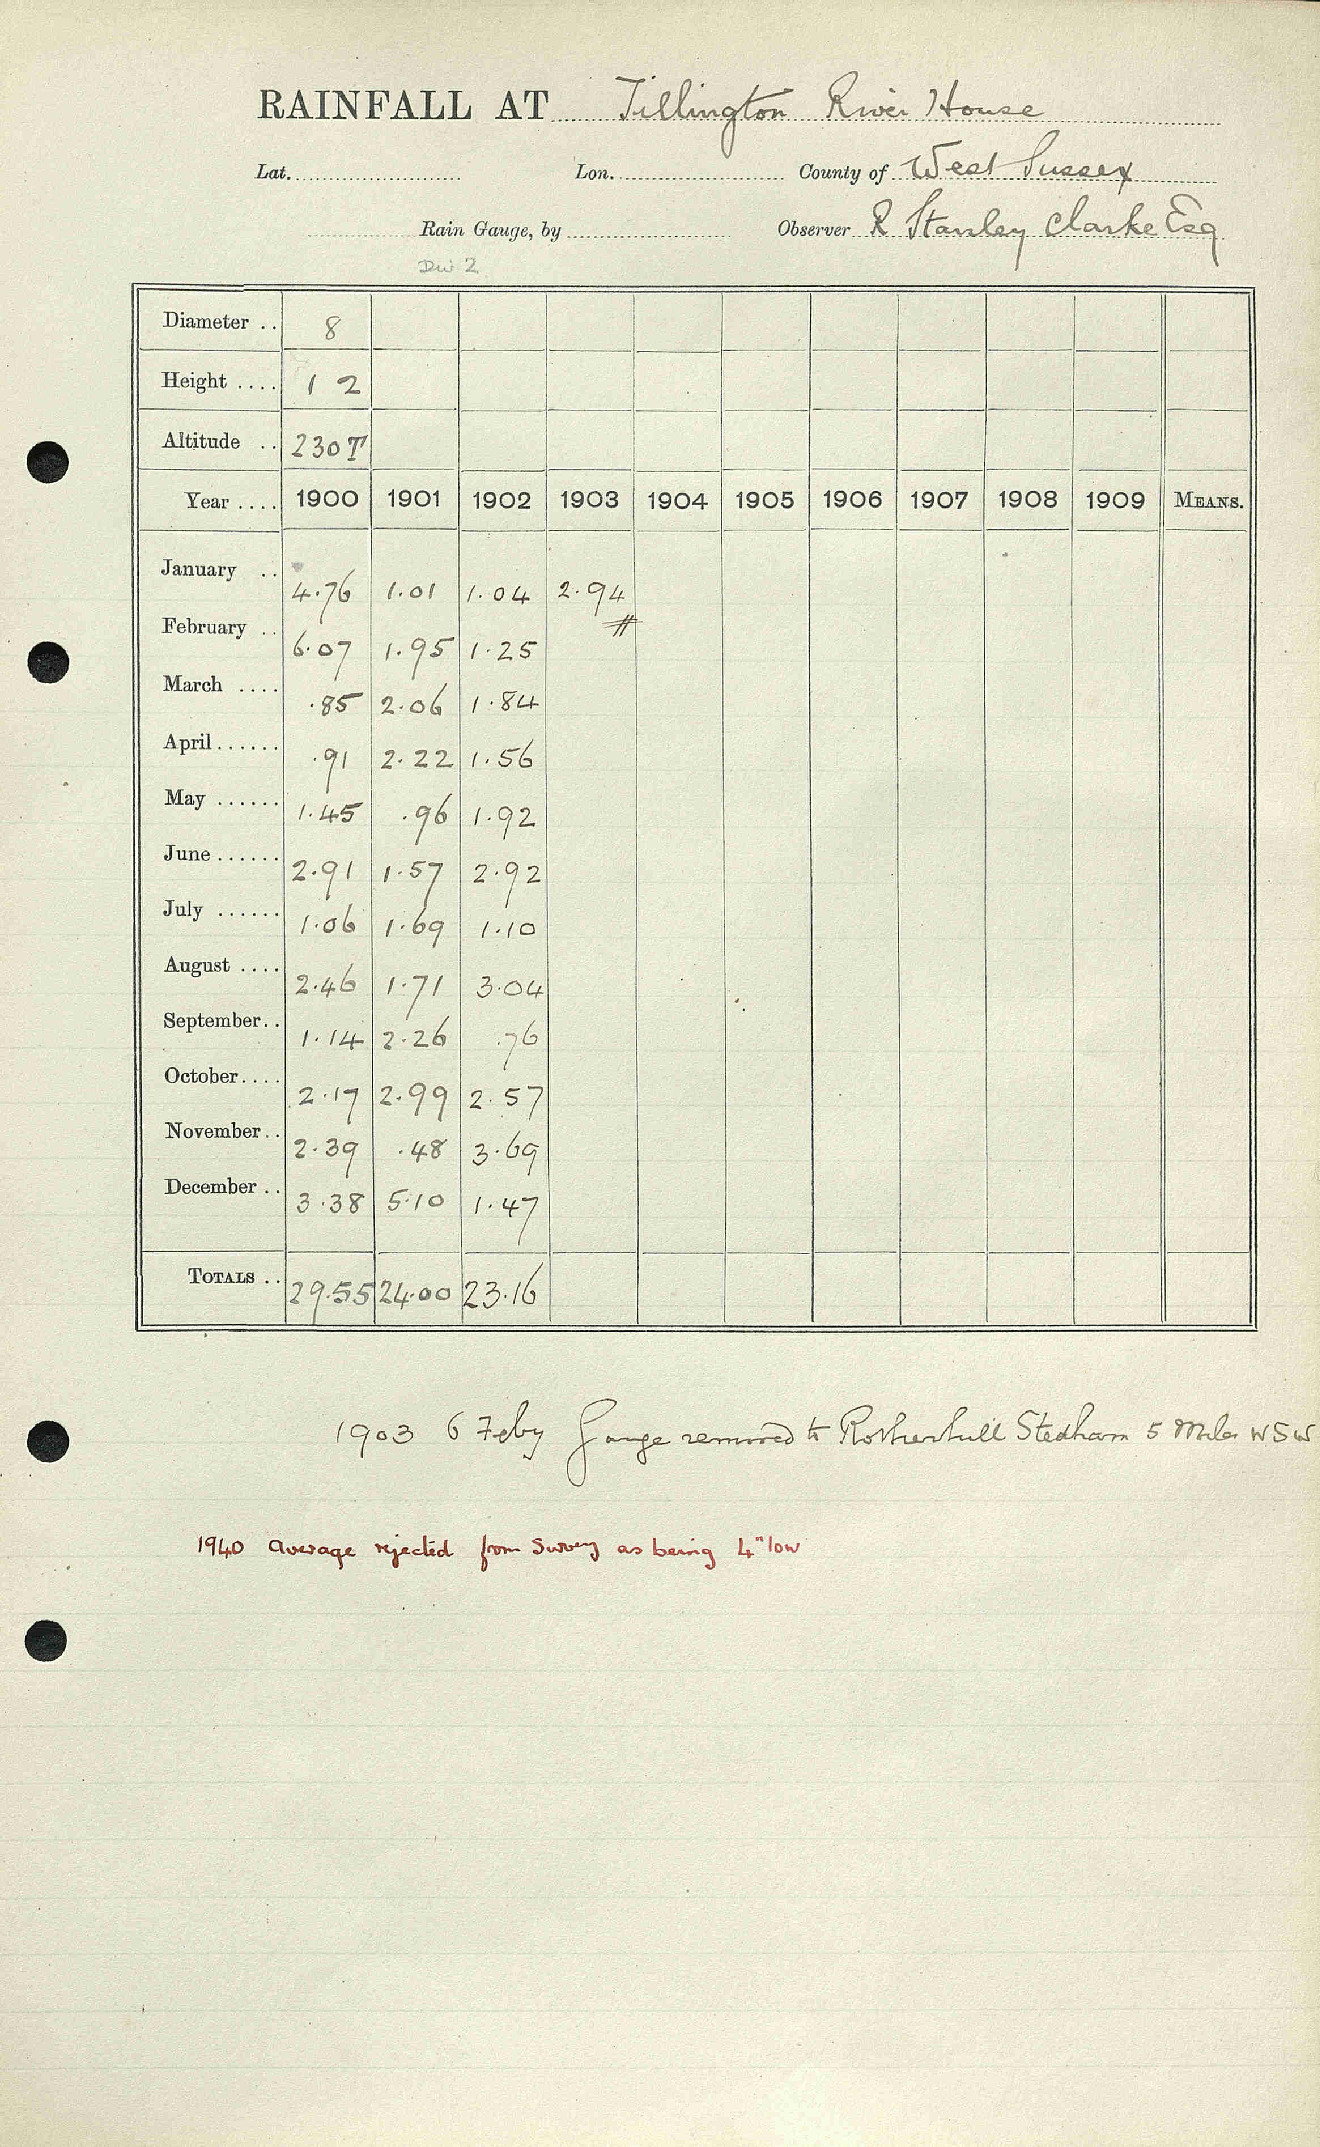 RAINFALL AT Tillington River House
Lat. Lon. County of West Sussex
Rain Gauge, by Observer R Stanley Clarke Esq
DW 2
Diameter .. 8
Height .... 1 2
Altitude .. 230T
Year .... 1900 1901 1902 1903 1904 1905 1906 1907 1908 1909 MEANS.
January .. 4.76 1.01 1.04 2.94
February .. 6.07 1.95 1.25
March .... .85 2.06 1.84
April...... .91 2.22 1.56
May ...... 1.45 .96 1.92
June...... 2.91 1.57 2.92
July ...... 1.06 1.69 1.10
August .... 2.46 1.71 3.04
September.. 1.14 2.26 .76
October.... 2.17 2.99 2.57
November.. 2.39 .48 3.69
December .. 3.38 5.10 1.47
TOTALS .. 29.55 24.00 23.16
1903 6 Feby Gauge removed to Rotherhill Stedham 5 Miles WSW
1940 average rejected from Survey as being 4" low